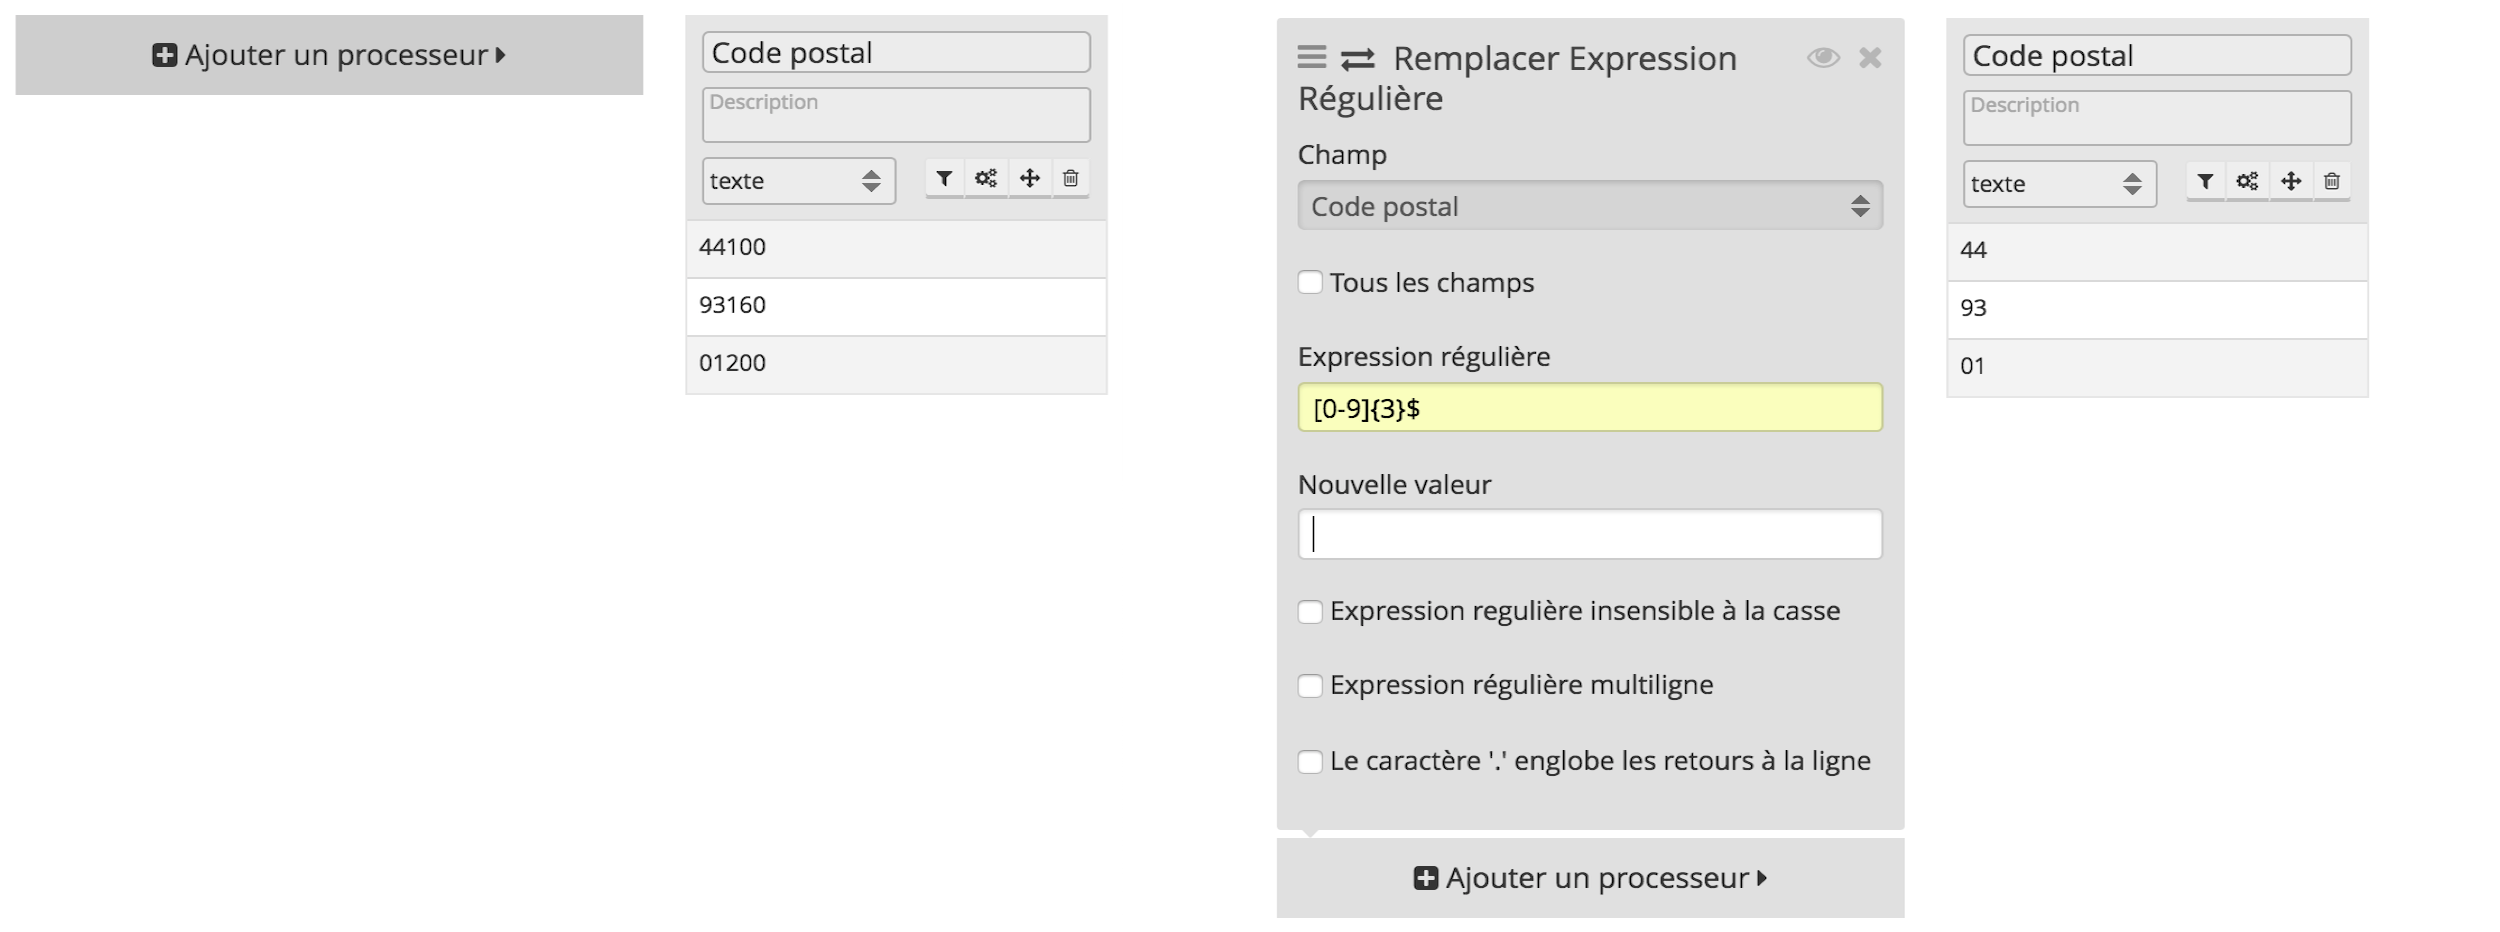 Ajouter un processeur
Code postal
Description
texte
44100
93160
01200
Remplacer Expression
Régulière
Champ
Code postal
Tous les champs
Expression régulière
[0-9]{3}$
Nouvelle valeur
Expression regulière insensible à la casse
Expression régulière multiligne
Le caractère '.' englobe les retours à la ligne
Ajouter un processeur
Code postal
Description
texte
44
93
01